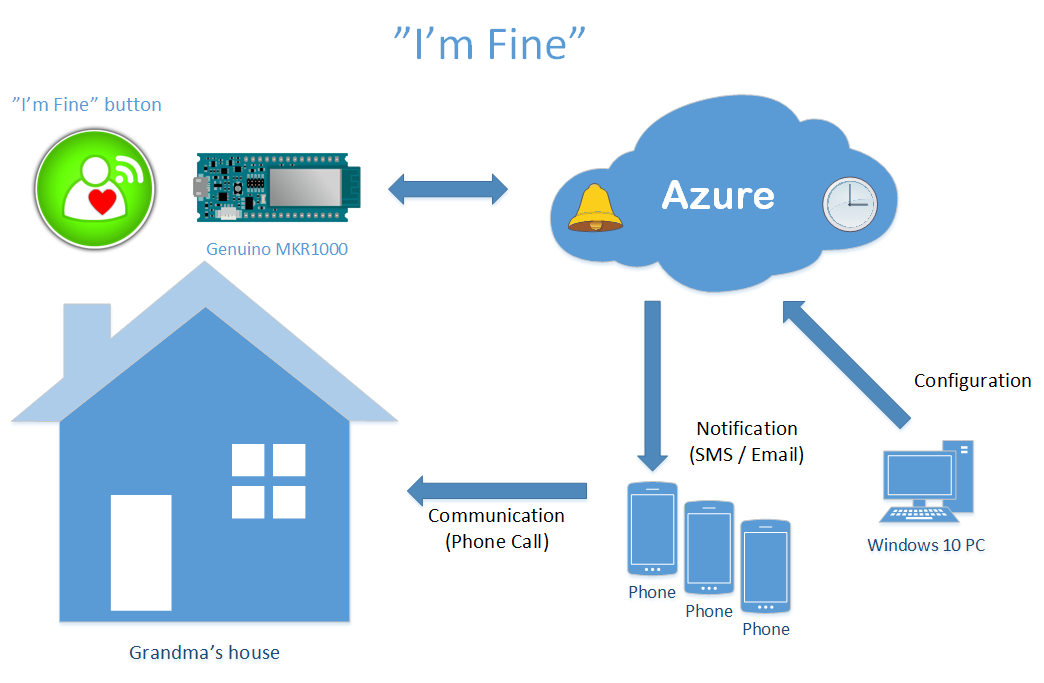 ”I’m Fine”
”I’m Fine” button
Genuino MKR1000
Azure
Configuration
Notification
(SMS / Email)
Communication
(Phone Call)
Windows 10 PC
Phone
Phone
Phone
Grandma’s house